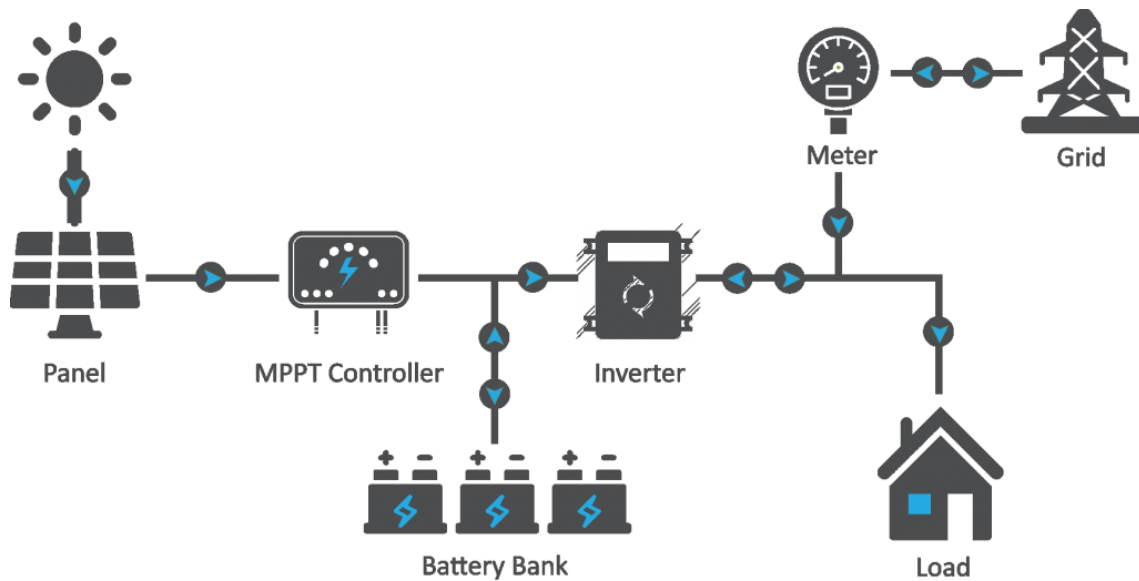 Meter
Grid
Panel
MPPT Controller
Inverter
Battery Bank
Load